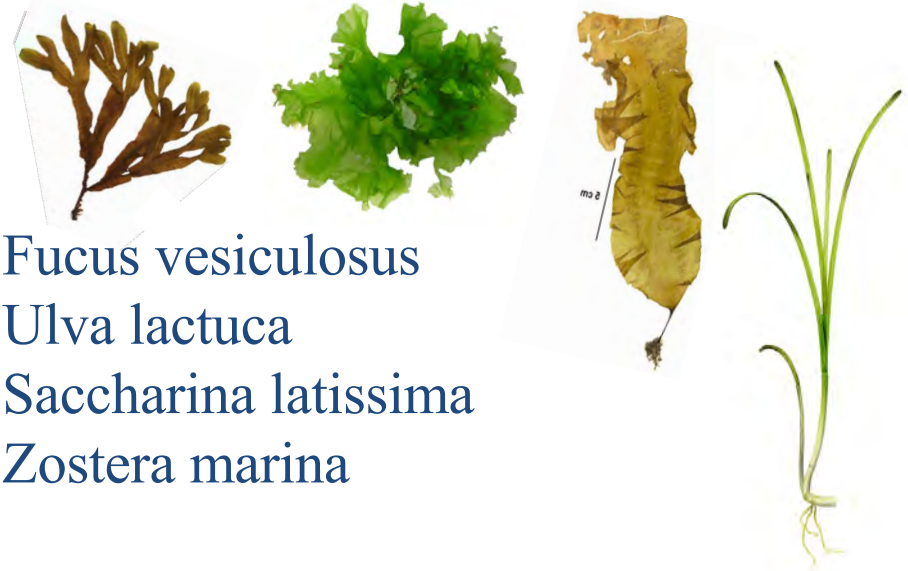 5 cm
Fucus vesiculosus
Ulva lactuca
Saccharina latissima
Zostera marina